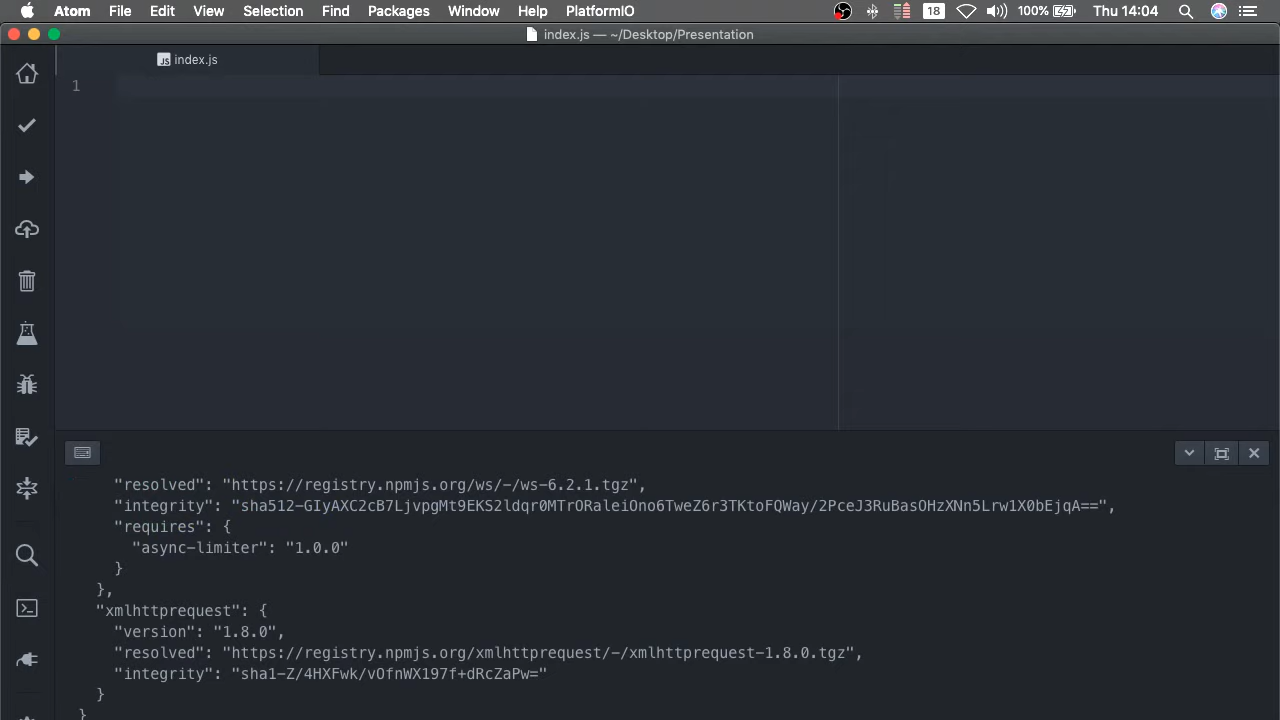 Atom File Edit View Selection Find Packages Window Help PlatformIO 18 100% Thu 14:04
index.js — ~/Desktop/Presentation
JS index.js
1
"resolved": "https://registry.npmjs.org/ws/-/ws-6.2.1.tgz",
"integrity": "sha512-GIyAXC2cB7LjvpgMt9EKS2ldqr0MTrORaleiOno6TweZ6r3TKtoFQWay/2PceJ3RuBasOHzXNn5Lrw1X0bEjqA==",
"requires": {
"async-limiter": "1.0.0"
}
},
"xmlhttprequest": {
"version": "1.8.0",
"resolved": "https://registry.npmjs.org/xmlhttprequest/-/xmlhttprequest-1.8.0.tgz",
"integrity": "sha1-Z/4HXFwk/vOfnWX197f+dRcZaPw="
}
}